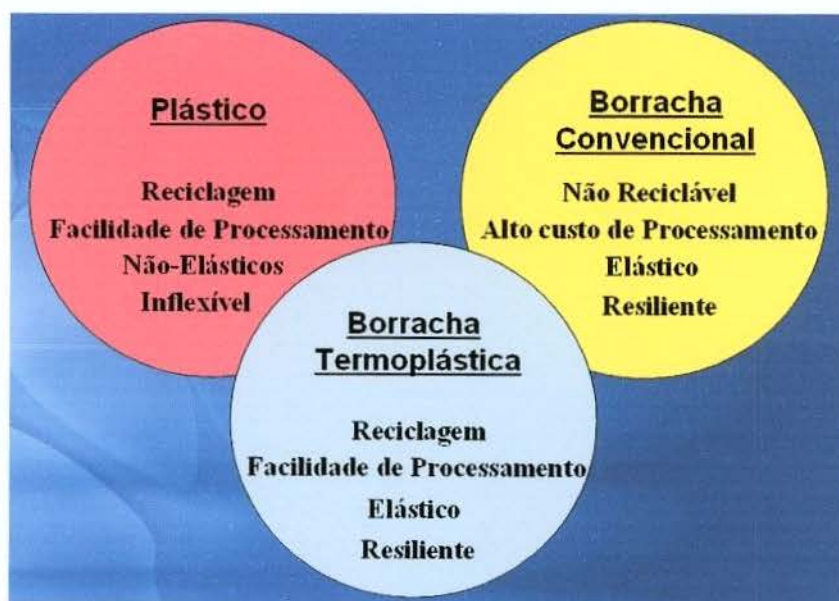 Plástico
Reciclagem
Facilidade de Processamento
Não-Elásticos
Inflexível
Borracha
Convencional
Não Reciclável
Alto custo de Processamento
Elástico
Resiliente
Borracha
Termoplástica
Reciclagem
Facilidade de Processamento
Elástico
Resiliente